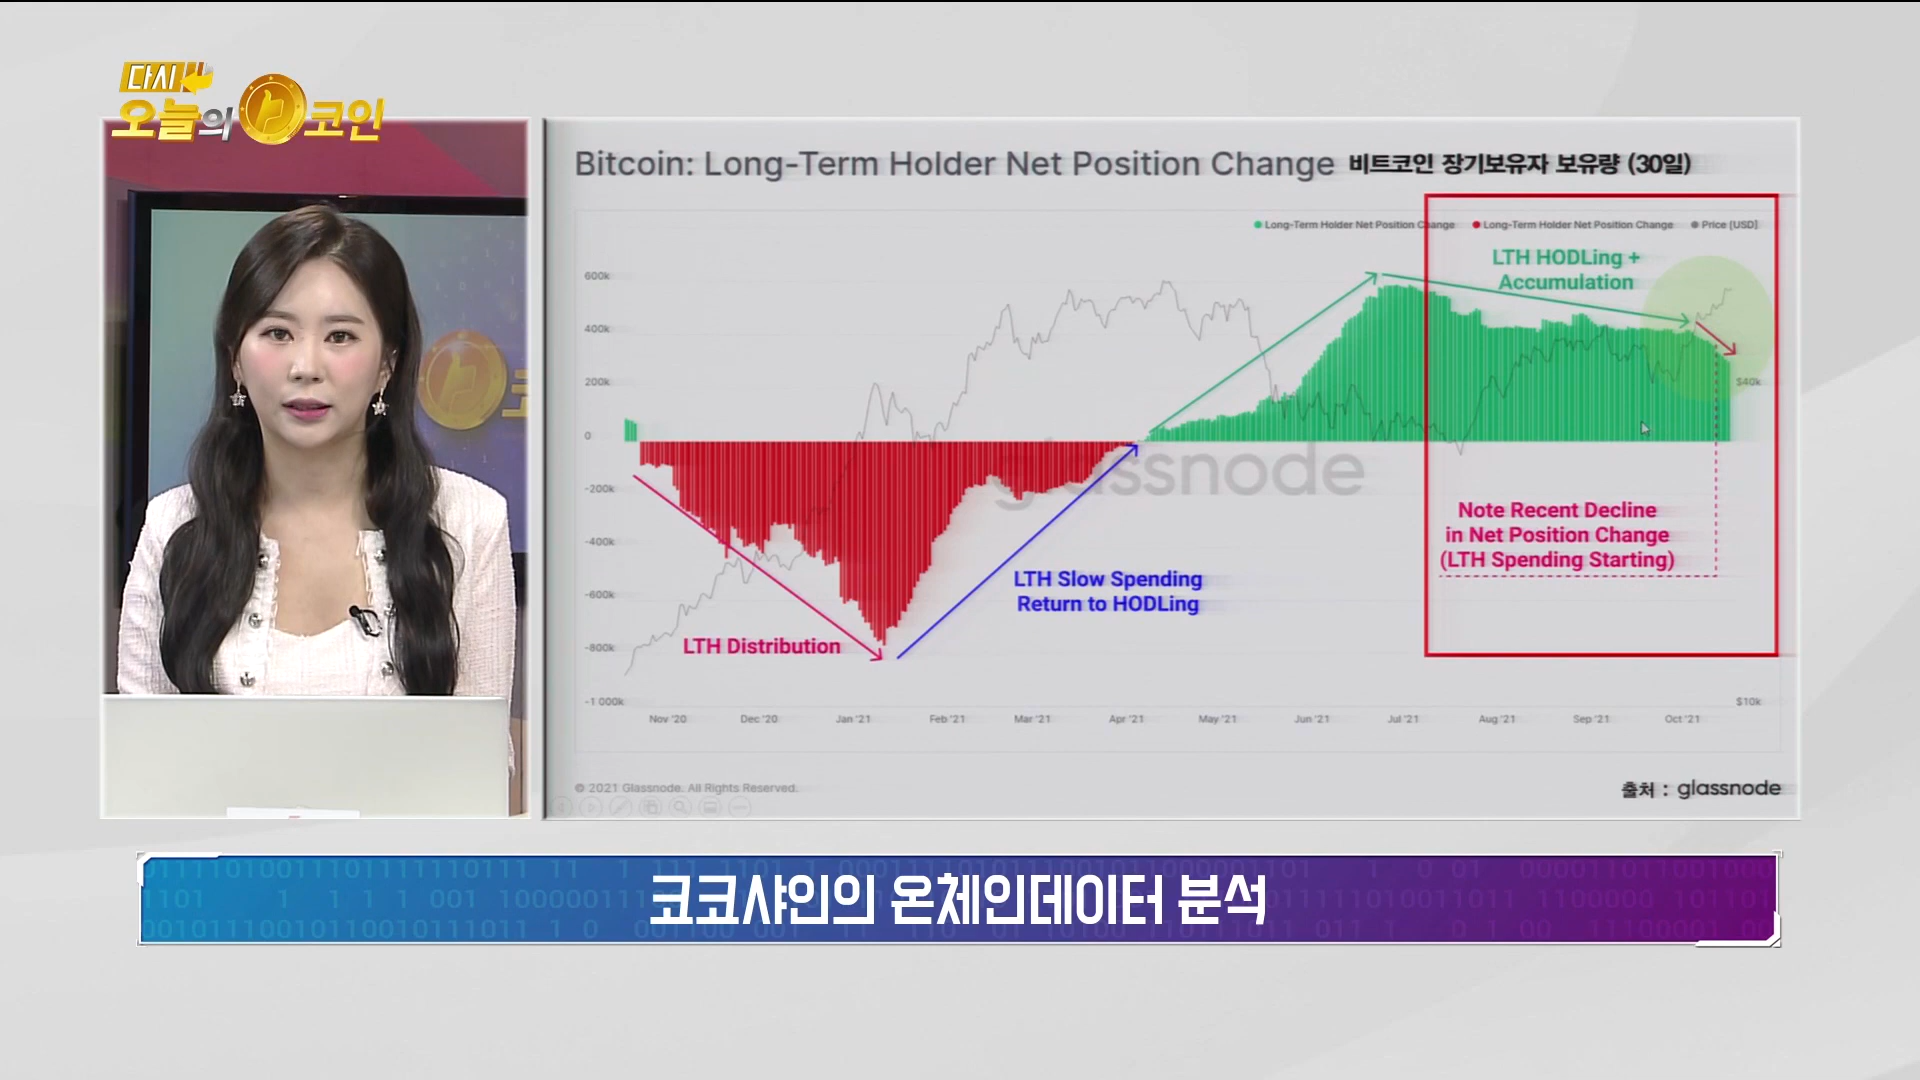 다시
오늘의 코인
Bitcoin: Long-Term Holder Net Position Change 비트코인 장기보유자 보유량 (30일)
Long-Term Holder Net Position Change Long-Term Holder Net Position Change Price [USD]
LTH HODLing +
Accumulation
600k
400k
200k
$40k
0
-200k
-400k
-600k
-800k
-1 000k
$10k
glassnode
Note Recent Decline
in Net Position Change
(LTH Spending Starting)
LTH Slow Spending
Return to HODLing
LTH Distribution
Nov '20 Dec '20 Jan '21 Feb '21 Mar '21 Apr '21 May '21 Jun '21 Jul '21 Aug '21 Sep '21 Oct '21
© 2021 Glassnode. All Rights Reserved.
출처 : glassnode
코코샤인의 온체인데이터 분석